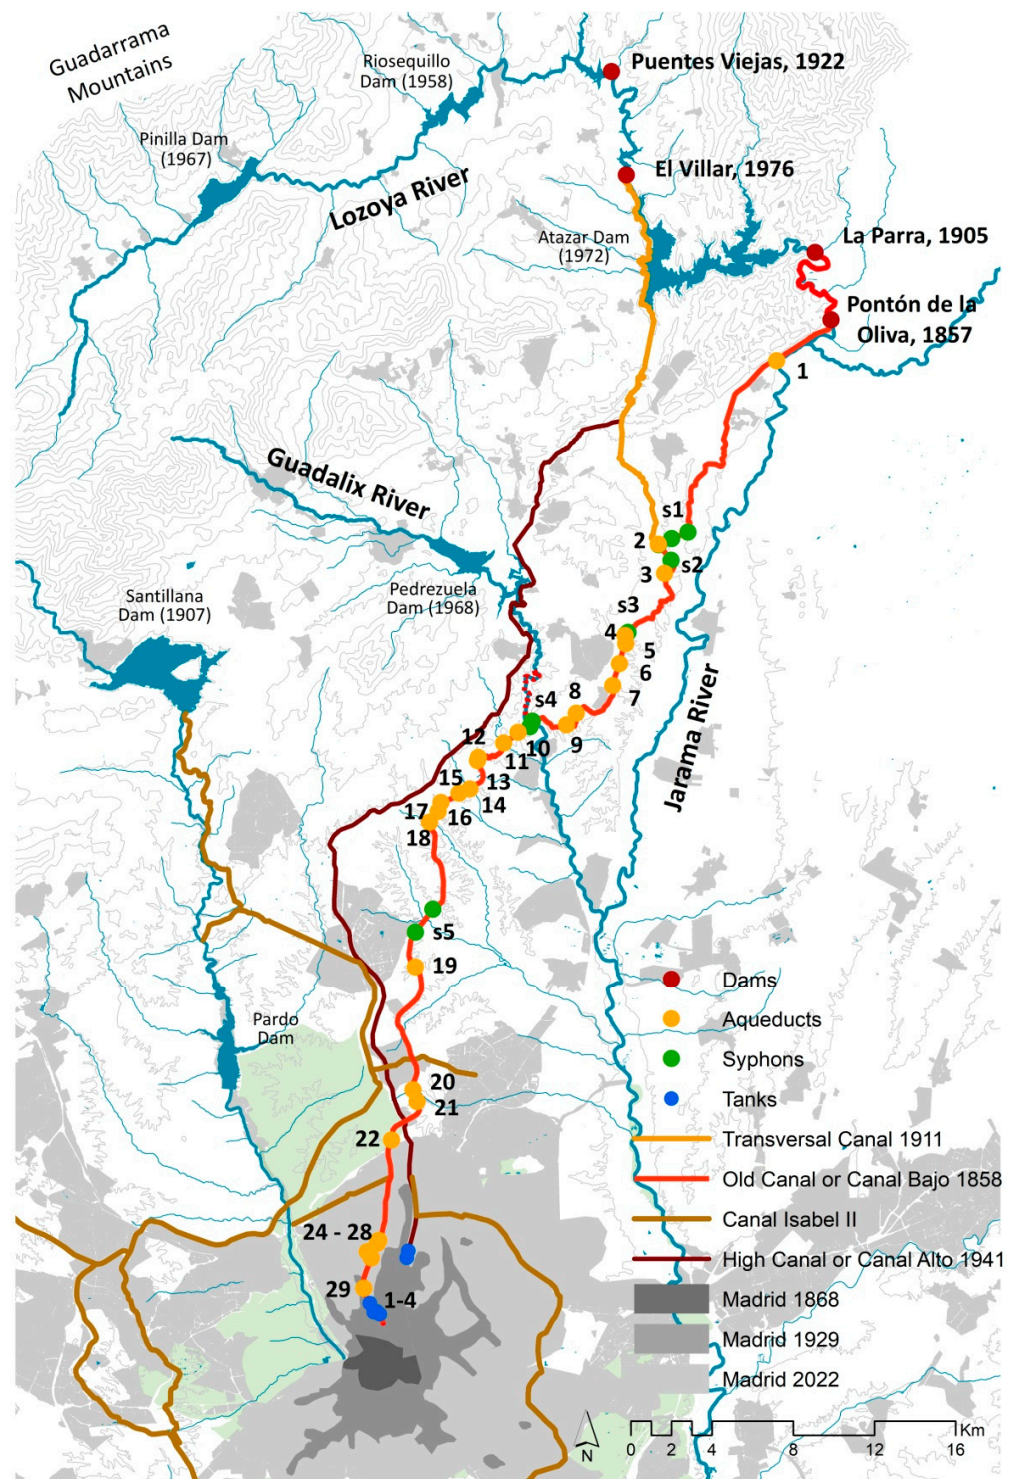 Guadarrama
Mountains
Riosequillo
Dam (1958)
Puentes Viejas, 1922
Pinilla Dam
(1967)
El Villar, 1976
Lozoya River
Atazar Dam
(1972)
La Parra, 1905
Pontón de la
Oliva, 1857
1
Guadalix River
s1
2
s2
3
Pedrezuela
Dam (1968)
Santillana
Dam (1907)
s3
4
5
6
7
8
s4
9
10
Jarama River
12
11
15
13
14
17
16
18
s5
19
Pardo
Dam
20
21
22
24 - 28
29
1-4
Dams
Aqueducts
Syphons
Tanks
Transversal Canal 1911
Old Canal or Canal Bajo 1858
Canal Isabel II
High Canal or Canal Alto 1941
Madrid 1868
Madrid 1929
Madrid 2022
N
Km
0 2 4 8 12 16